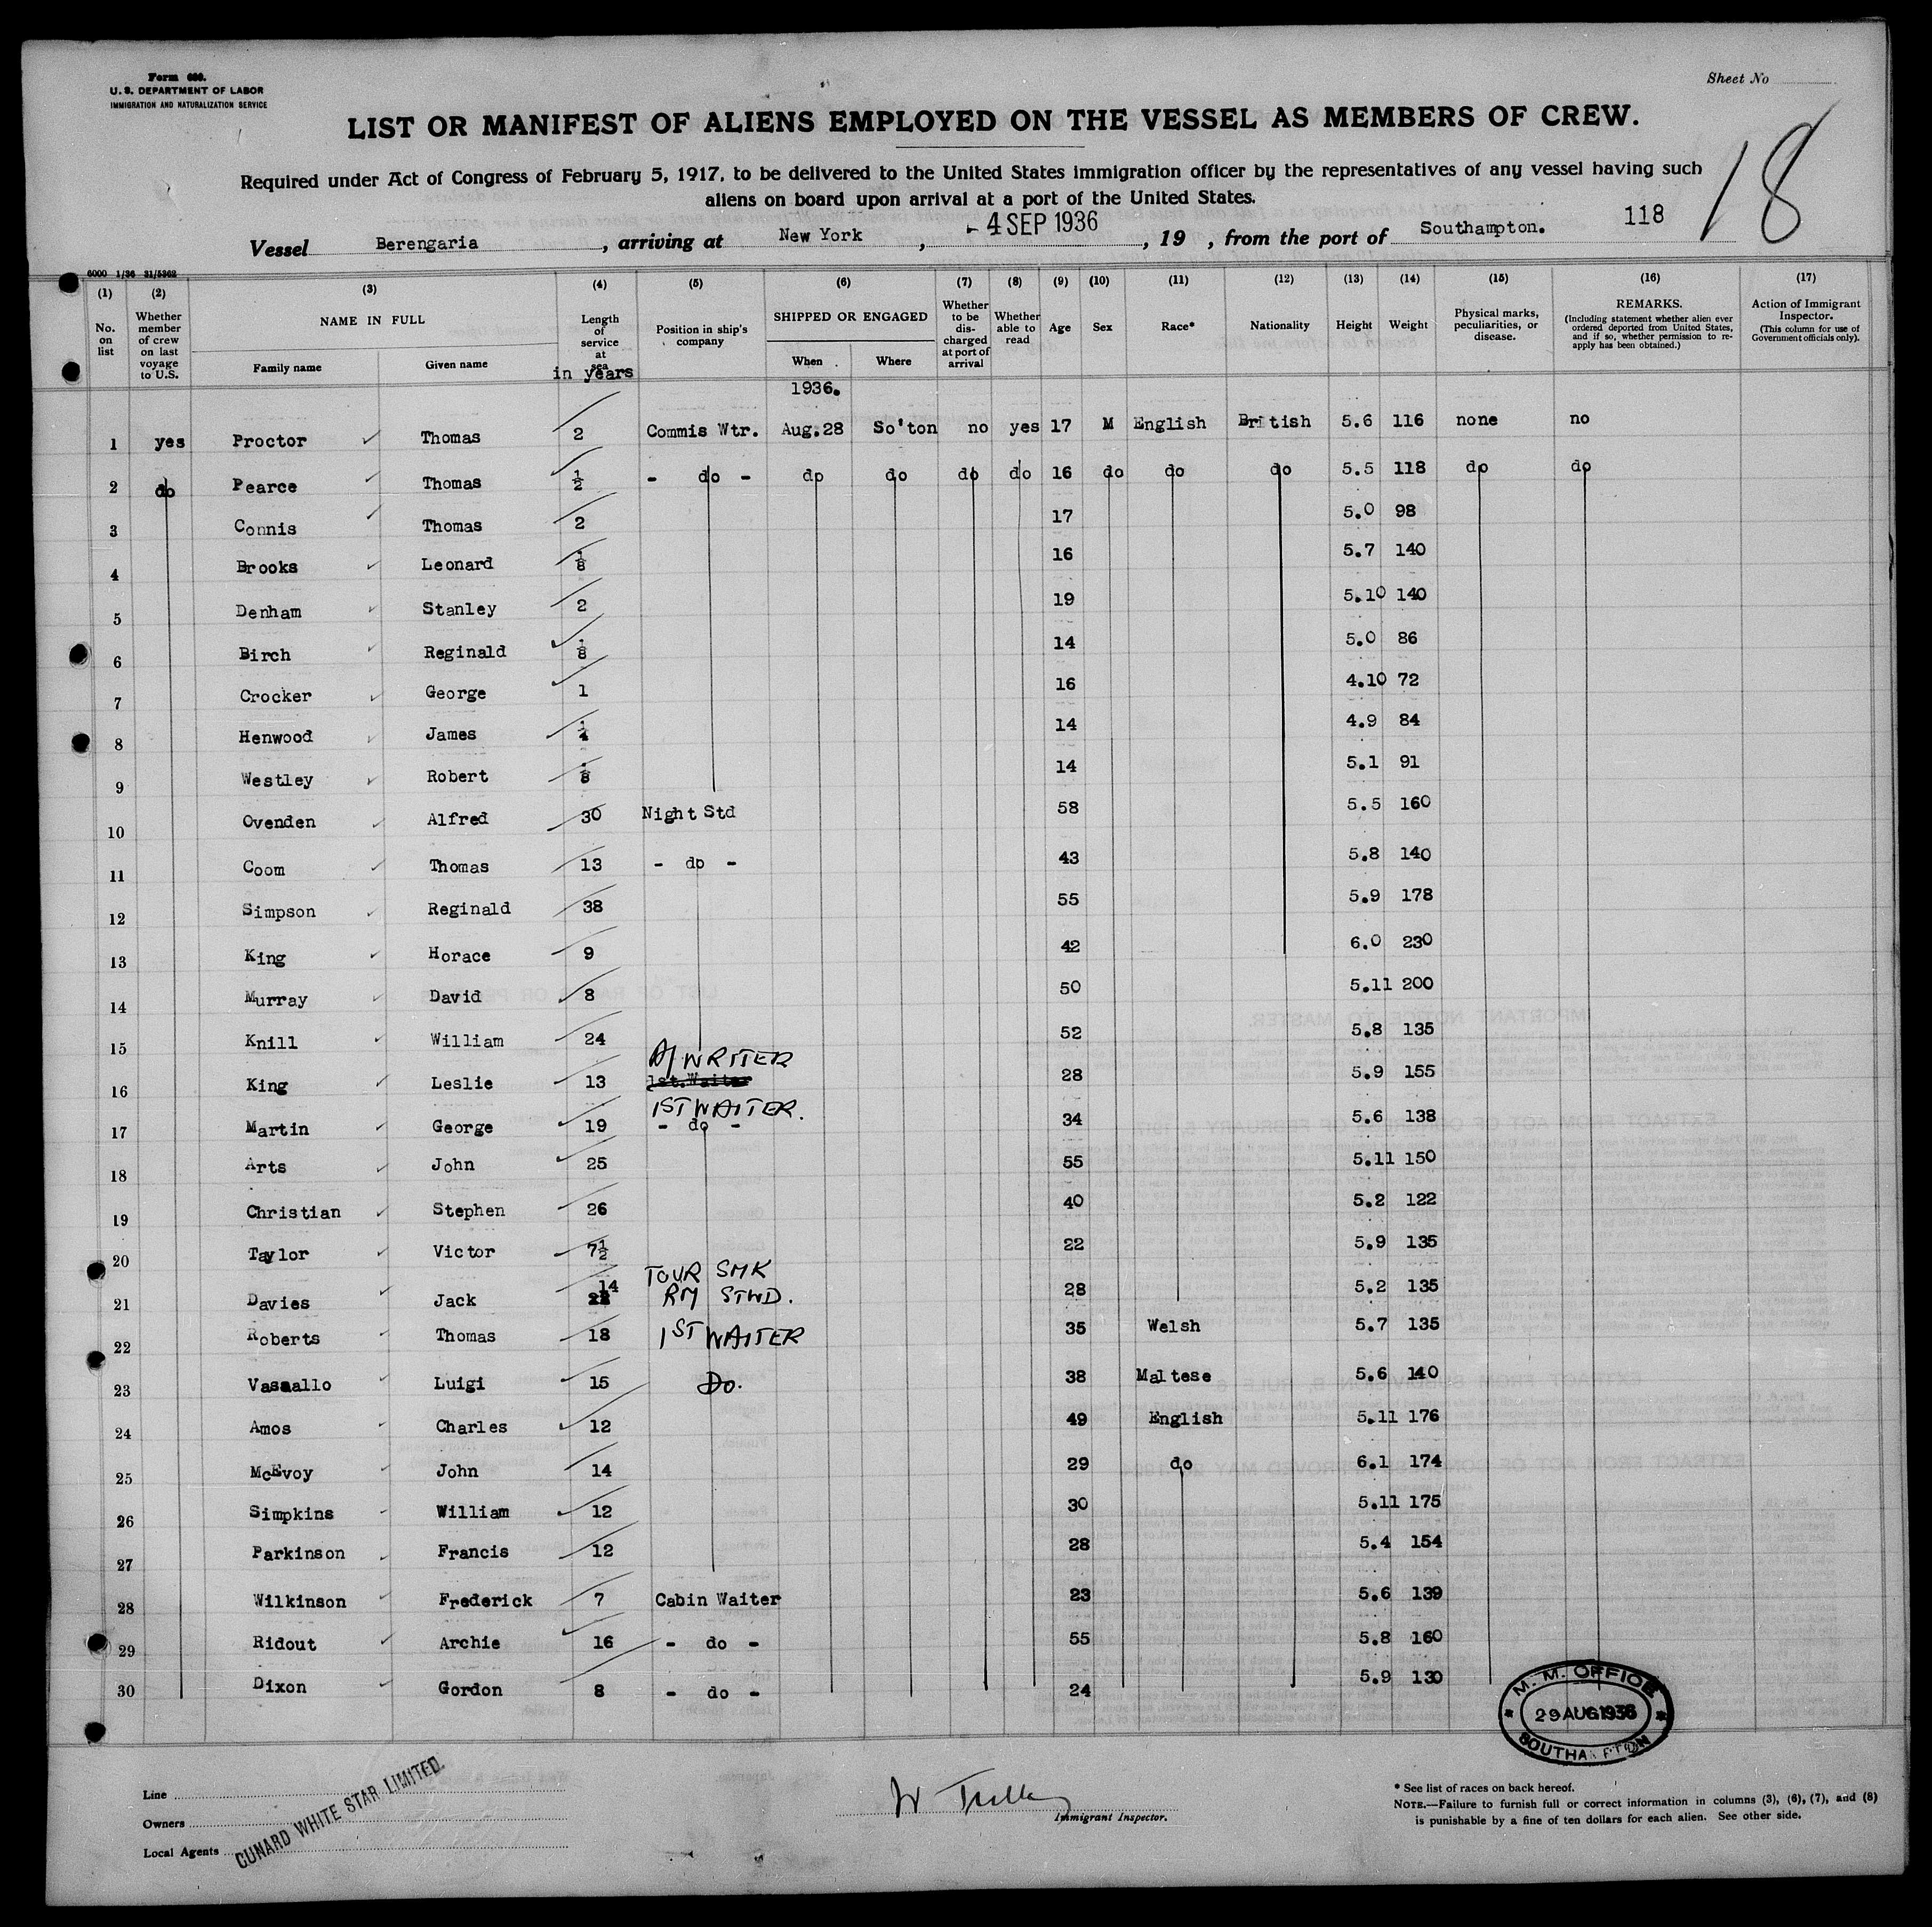 Form 680.
U. S. DEPARTMENT OF LABOR
IMMIGRATION AND NATURALIZATION SERVICE
Sheet No
LIST OR MANIFEST OF ALIENS EMPLOYED ON THE VESSEL AS MEMBERS OF CREW.
18
Required under Act of Congress of February 5, 1917, to be delivered to the United States immigration officer by the representatives of any vessel having such
aliens on board upon arrival at a port of the United States.
Vessel Berengaria, arriving at New York, - 4 SEP 1936, 19 , from the port of Southampton. 118
6000 1/36 31/5362
(1) (2) (3) (4) (5) (6) (7) (8) (9) (10) (11) (12) (13) (14) (15) (16) (17)
No. on list
Whether member of crew on last voyage to U.S.
NAME IN FULL
Family name
Given name
Length of service at sea
in years
Position in ship's company
SHIPPED OR ENGAGED
When
Where
Whether to be discharged at port of arrival
Whether able to read
Age
Sex
Race*
Nationality
Height
Weight
Physical marks, peculiarities, or disease.
REMARKS.
(Including statement whether alien ever ordered deported from United States, and if so, whether permission to re-apply has been obtained.)
Action of Immigrant Inspector.
(This column for use of Government officials only).
1936.
1 yes Proctor Thomas 2 Commis Wtr. Aug.28 So'ton no yes 17 M English British 5.6 116 none no
2 do Pearce Thomas 1/2 - do - do do do do 16 do do do 5.5 118 do do
3 Connis Thomas 2 17 5.0 98
4 Brooks Leonard 1/8 16 5.7 140
5 Denham Stanley 2 19 5.10 140
6 Birch Reginald 1/8 14 5.0 86
7 Crocker George 1 16 4.10 72
8 Henwood James 1/4 14 4.9 84
9 Westley Robert 1/8 14 5.1 91
10 Ovenden Alfred 30 Night Std 58 5.5 160
11 Coom Thomas 13 - do - 43 5.8 140
12 Simpson Reginald 38 55 5.9 178
13 King Horace 9 42 6.0 230
14 Murray David 8 50 5.11 200
15 Knill William 24 52 5.8 135
A/WRITER
16 King Leslie 13 1st.Waiter 28 5.9 155
1ST WAITER.
17 Martin George 19 - do - 34 5.6 138
18 Arts John 25 55 5.11 150
19 Christian Stephen 26 40 5.2 122
20 Taylor Victor 7 1/2 22 5.9 135
21 Davies Jack 14 TOUR SMK RM STWD. 28 5.2 135
22 Roberts Thomas 18 1ST WAITER 35 Welsh 5.7 135
23 Vassallo Luigi 15 Do. 38 Maltese 5.6 140
24 Amos Charles 12 49 English 5.11 176
25 McEvoy John 14 29 do 6.1 174
26 Simpkins William 12 30 5.11 175
27 Parkinson Francis 12 28 5.4 154
28 Wilkinson Frederick 7 Cabin Waiter 23 5.6 139
29 Ridout Archie 16 - do - 55 5.8 160
30 Dixon Gordon 8 - do - 24 5.9 130
M. M. OFFICE
29 AUG 1936
SOUTHAMPTON
Line
Owners
Local Agents
CUNARD WHITE STAR LIMITED.
Immigrant Inspector.
* See list of races on back hereof.
NOTE.—Failure to furnish full or correct information in columns (3), (6), (7), and (8)
is punishable by a fine of ten dollars for each alien. See other side.